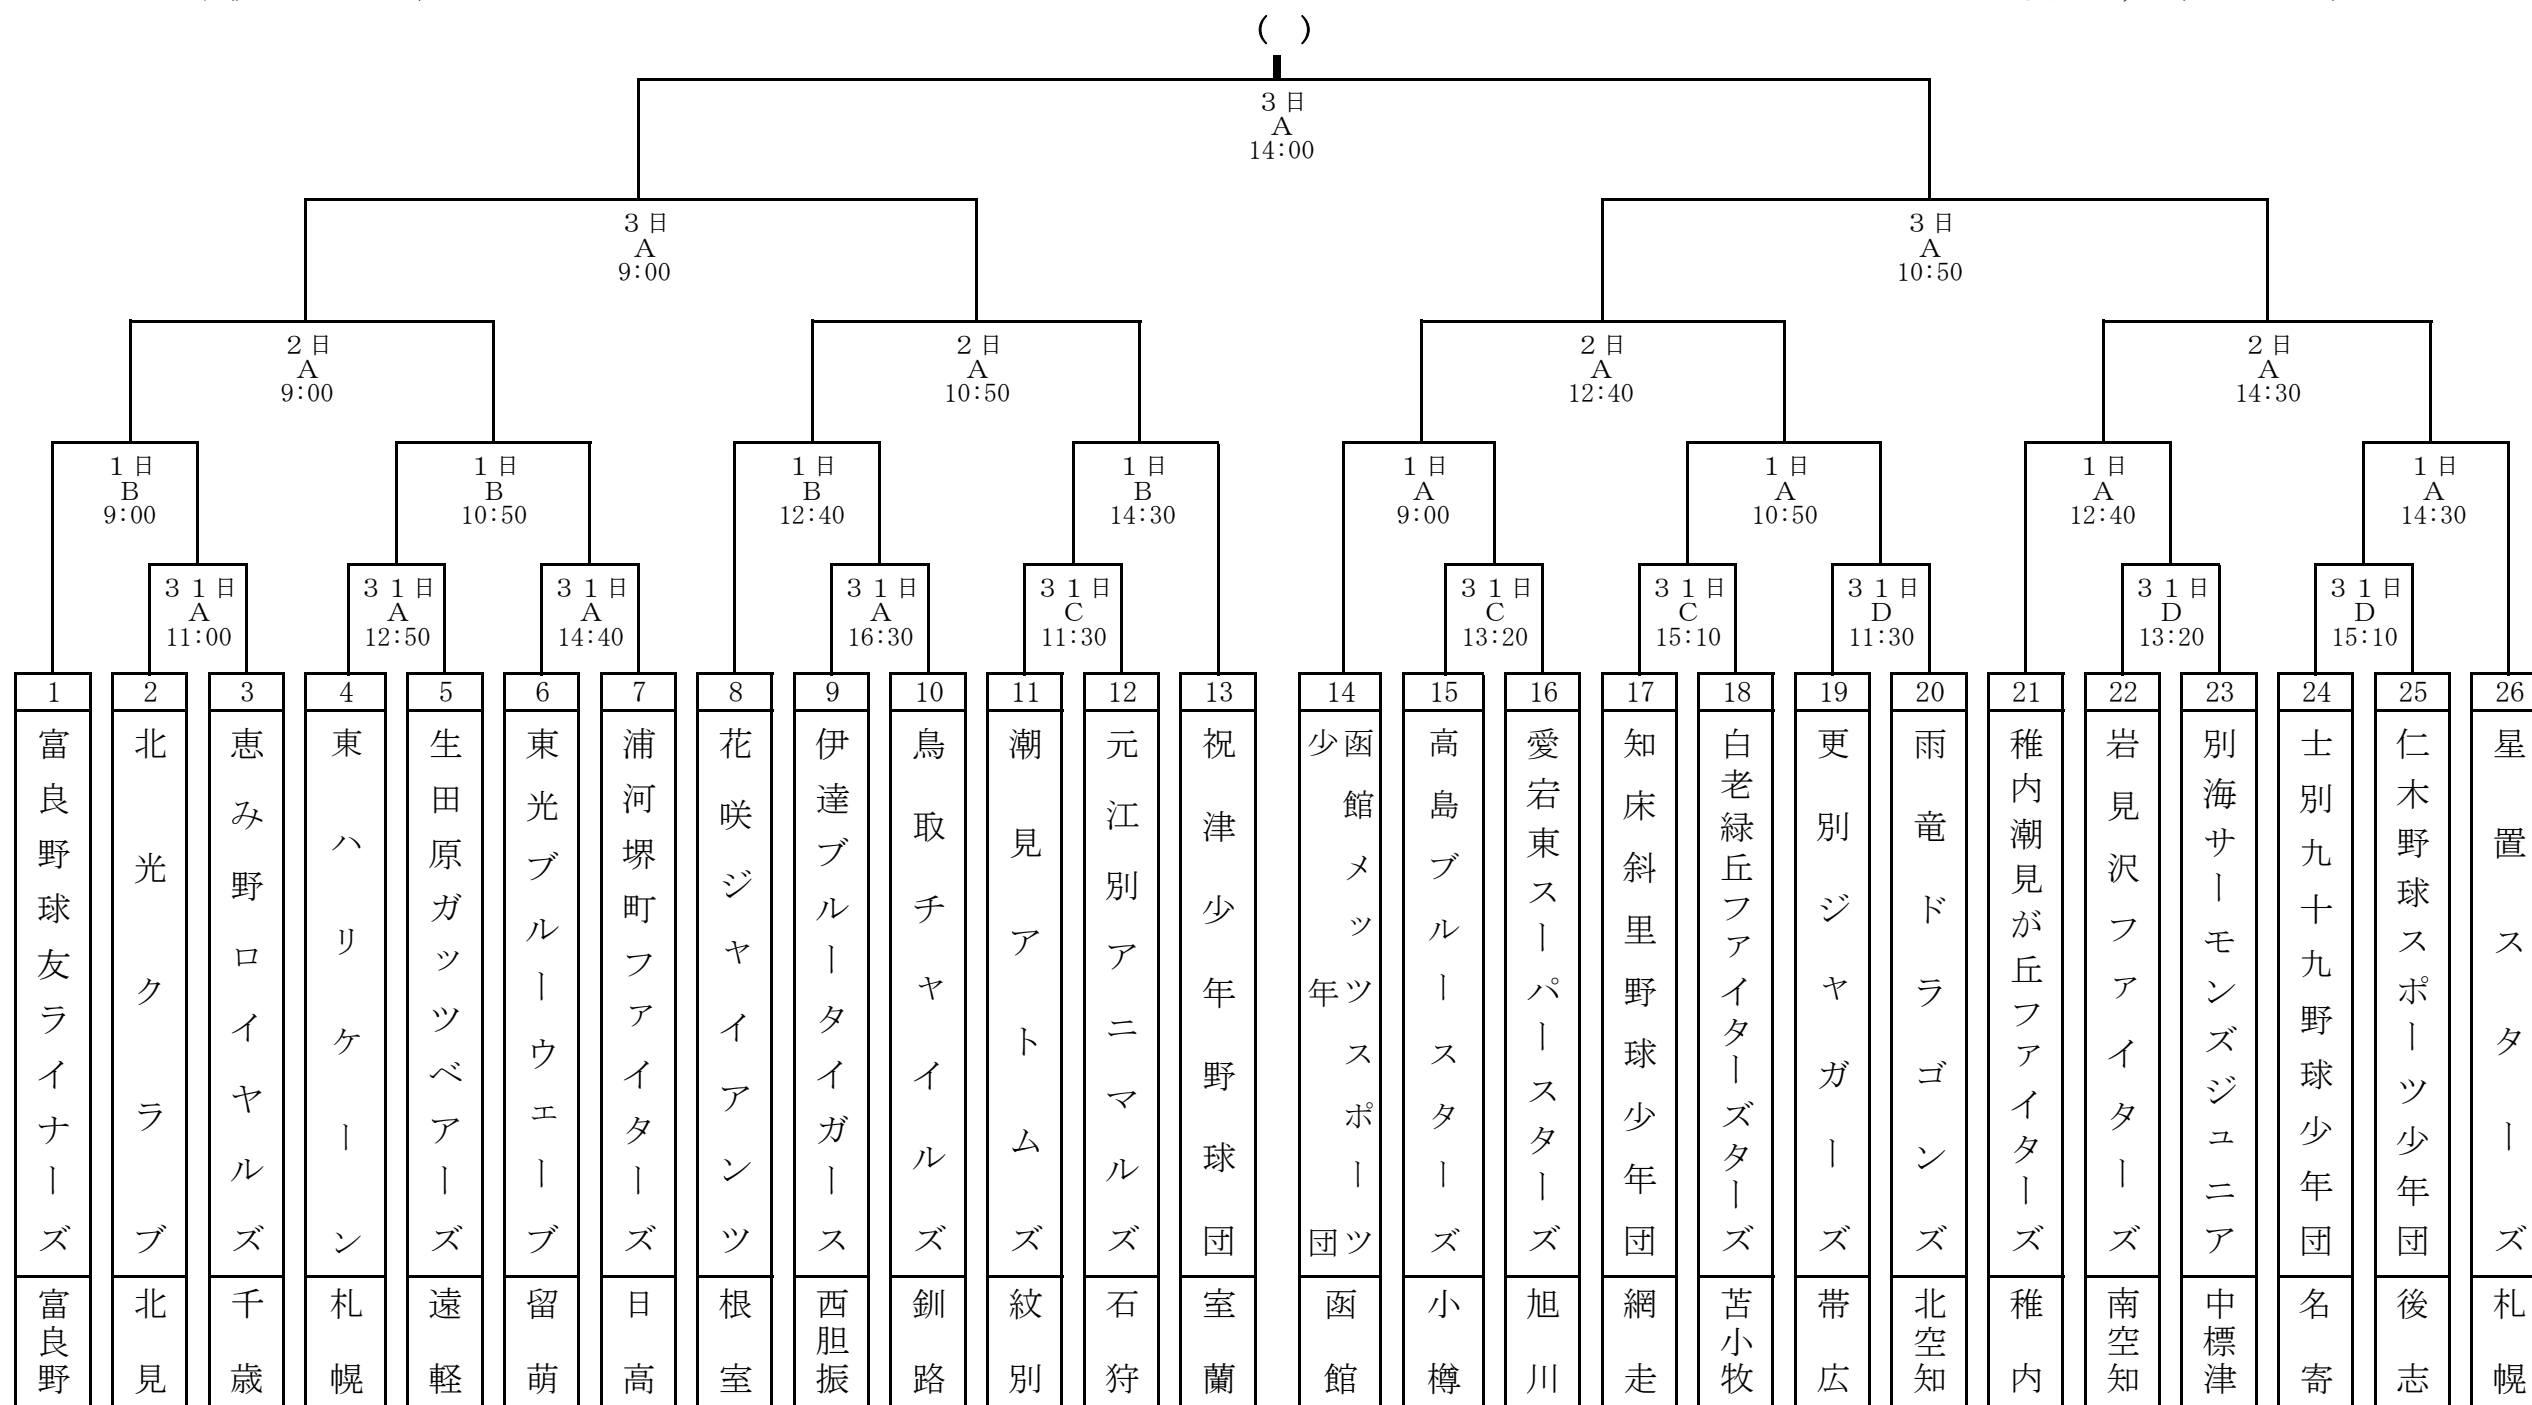 （　）
３日
A
14:00
３日
A
9:00
３日
A
10:50
２日
A
9:00
２日
A
10:50
２日
A
12:40
２日
A
14:30
１日
B
9:00
１日
B
10:50
１日
B
12:40
１日
B
14:30
１日
A
9:00
１日
A
10:50
１日
A
12:40
１日
A
14:30
３１日
A
11:00
３１日
A
12:50
３１日
A
14:40
３１日
A
16:30
３１日
C
11:30
３１日
C
13:20
３１日
C
15:10
３１日
D
11:30
３１日
D
13:20
３１日
D
15:10
1
富良野球友ライナーズ
富良野
2
北光クラブ
北見
3
恵み野ロイヤルズ
千歳
4
東ハリケーン
札幌
5
生田原ガッツベアーズ
遠軽
6
東光ブルーウェーブ
留萌
7
浦河堺町ファイターズ
日高
8
花咲ジャイアンツ
根室
9
伊達ブルータイガース
西胆振
10
鳥取チャイルズ
釧路
11
潮見アトムズ
紋別
12
元江別アニマルズ
石狩
13
祝津少年野球団
室蘭
14
函館メッツスポーツ
少年団
函館
15
高島ブルースターズ
小樽
16
愛宕東スーパースターズ
旭川
17
知床斜里野球少年団
網走
18
白老緑丘ファイターズスターズ
苫小牧
19
更別ジャガーズ
帯広
20
雨竜ドラゴンズ
北空知
21
稚内潮見が丘ファイターズ
稚内
22
岩見沢ファイターズ
南空知
23
別海サーモンズジュニア
中標津
24
士別九十九野球少年団
名寄
25
仁木野球スポーツ少年団
後志
26
星置スターズ
札幌